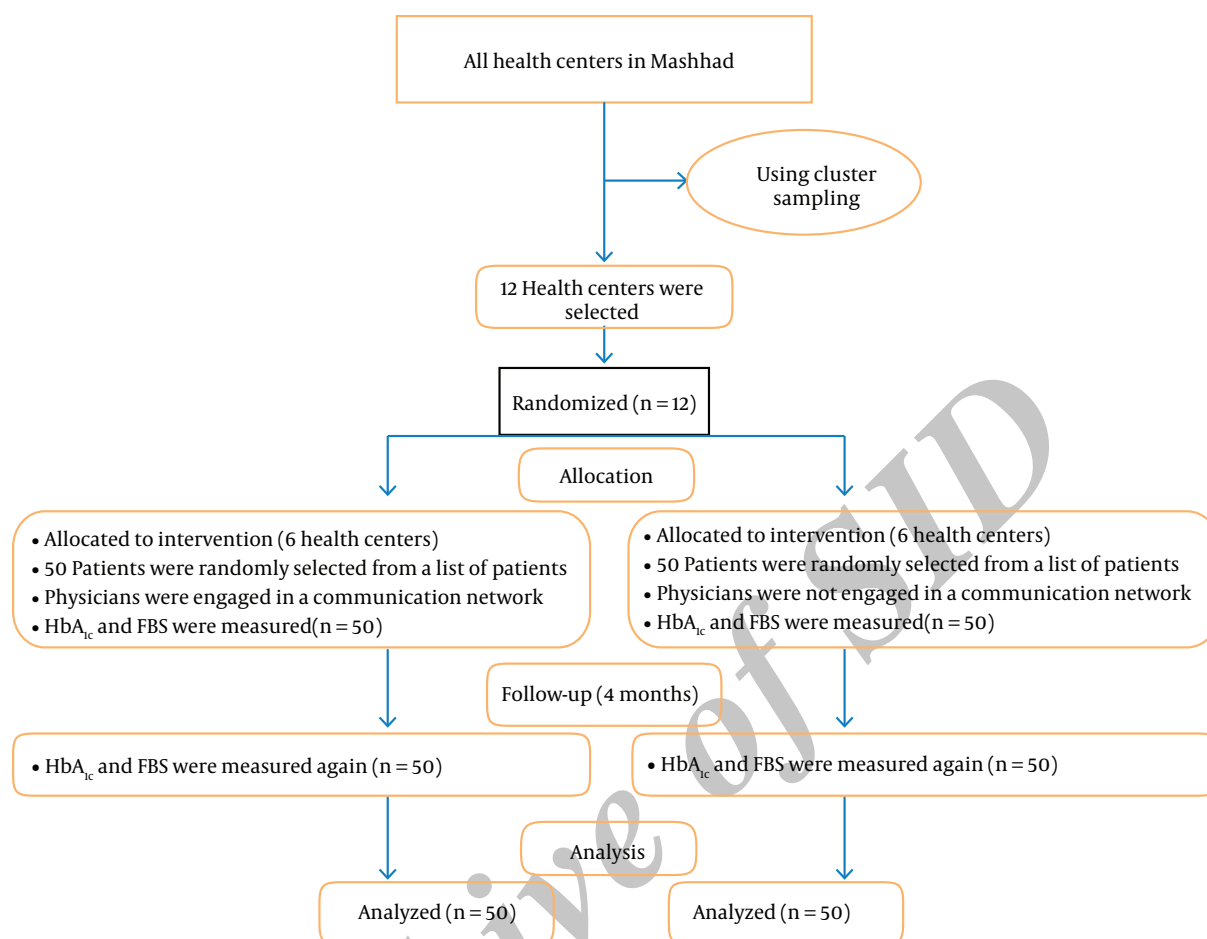 All health centers in Mashhad
Using cluster
sampling
12 Health centers were
selected
Randomized (n = 12)
Allocation
• Allocated to intervention (6 health centers)
• 50 Patients were randomly selected from a list of patients
• Physicians were engaged in a communication network
• HbA1c and FBS were measured(n = 50)
• Allocated to intervention (6 health centers)
• 50 Patients were randomly selected from a list of patients
• Physicians were not engaged in a communication network
• HbA1c and FBS were measured(n = 50)
Follow-up (4 months)
• HbA1c and FBS were measured again (n = 50)
• HbA1c and FBS were measured again (n = 50)
Analysis
Analyzed (n = 50)
Analyzed (n = 50)
ive of SID